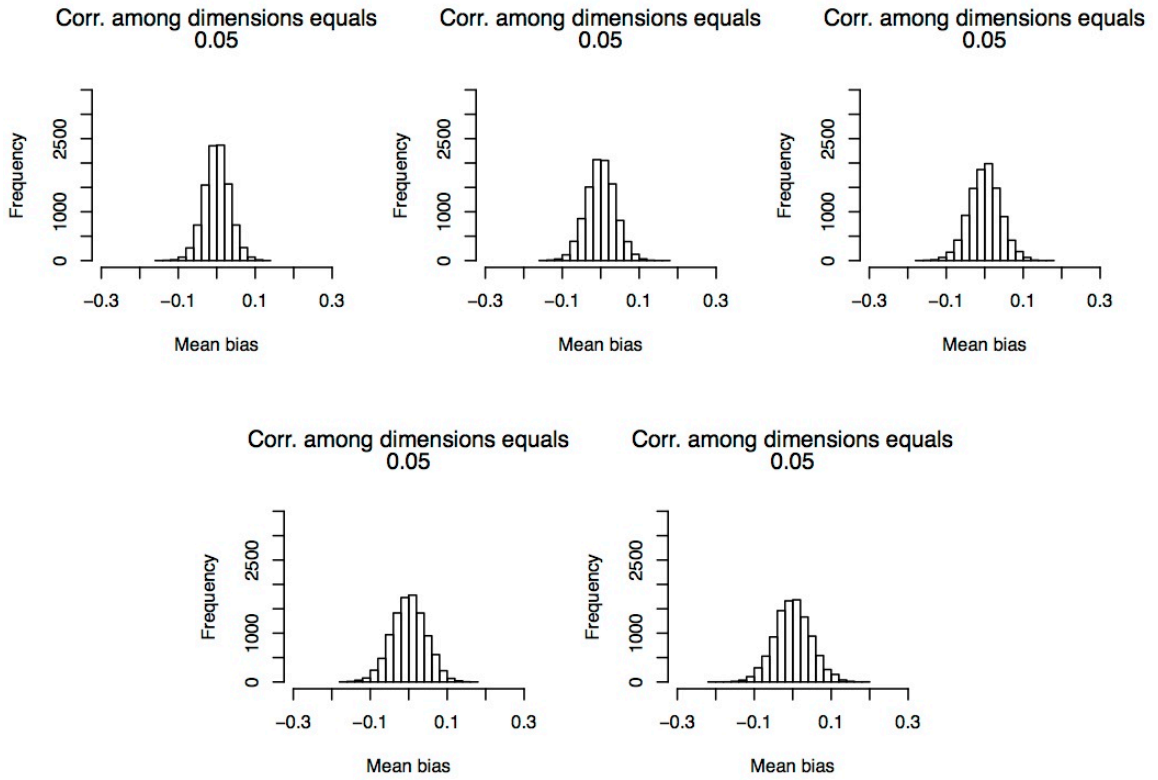 Corr. among dimensions equals
0.05
Corr. among dimensions equals
0.05
Corr. among dimensions equals
0.05
Frequency
0 1000 2500
−0.3 −0.1 0.1 0.3
Mean bias
Frequency
0 1000 2500
−0.3 −0.1 0.1 0.3
Mean bias
Frequency
0 1000 2500
−0.3 −0.1 0.1 0.3
Mean bias
Corr. among dimensions equals
0.05
Corr. among dimensions equals
0.05
Frequency
0 1000 2500
−0.3 −0.1 0.1 0.3
Mean bias
Frequency
0 1000 2500
−0.3 −0.1 0.1 0.3
Mean bias